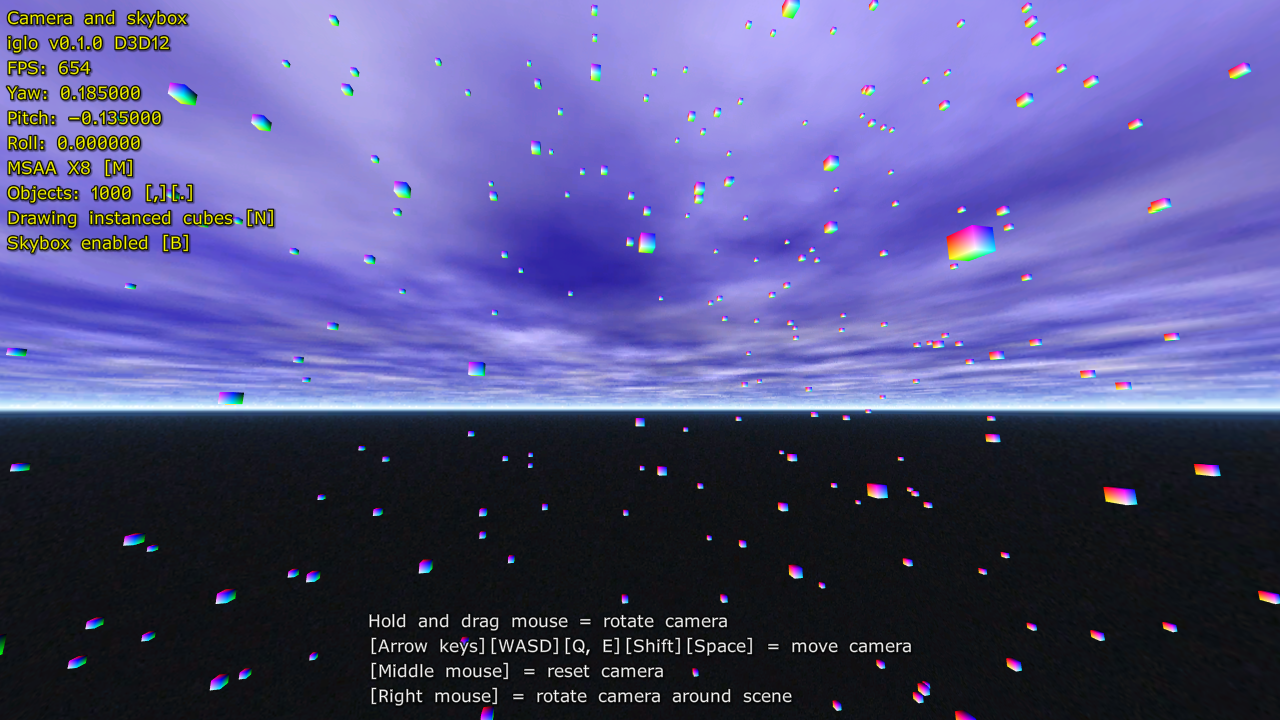 Camera and skybox
iglo v0.1.0 D3D12
FPS: 654
Yaw: 0.185000
Pitch: −0.135000
Roll: 0.000000
MSAA X8 [M]
Objects: 1000 [,][.]
Drawing instanced cubes [N]
Skybox enabled [B]
Hold and drag mouse = rotate camera
[Arrow keys][WASD][Q, E][Shift][Space] = move camera
[Middle mouse] = reset camera
[Right mouse] = rotate camera around scene